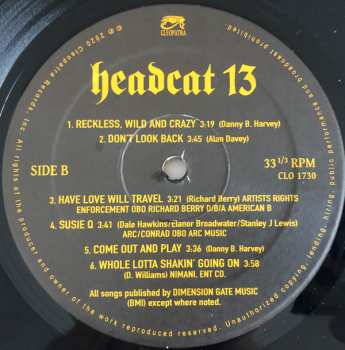 CLEOPATRA
headcat 13
1. RECKLESS, WILD AND CRAZY 3:19 (Danny B. Harvey)
2. DON'T LOOK BACK 3:45 (Alan Davey)
SIDE B
33 1/3 RPM
CLO 1730
3. HAVE LOVE WILL TRAVEL 3:21 (Richard Berry) ARTISTS RIGHTS
ENFORCEMENT OBO RICHARD BERRY D/B/A AMERICAN B
4. SUSIE Q 3:41 (Dale Hawkins/elanor Broadwater/Stanley J Lewis)
ARC/CONRAD OBO ARC MUSIC
5. COME OUT AND PLAY 3:36 (Danny B. Harvey)
6. WHOLE LOTTA SHAKIN' GOING ON 3:58
(D. Williams) NIMANI, ENT CO.
All songs published by DIMENSION GATE MUSIC
(BMI) except where noted.
℗ © 2020 Cleopatra Records, Inc. All rights of the producer and owner of the work reproduced reserved. Unauthorized copying, lending, hiring, public performance and broadcast prohibited.